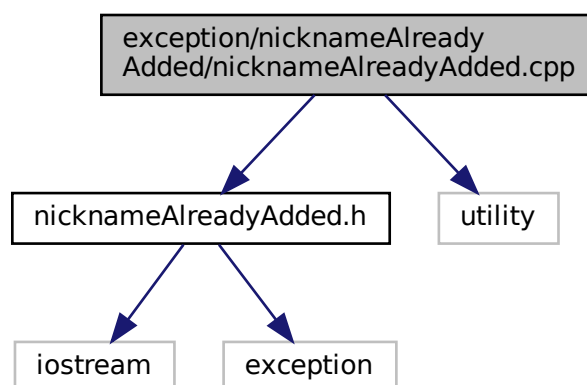 exception/nicknameAlready
Added/nicknameAlreadyAdded.cpp
nicknameAlreadyAdded.h
utility
iostream
exception